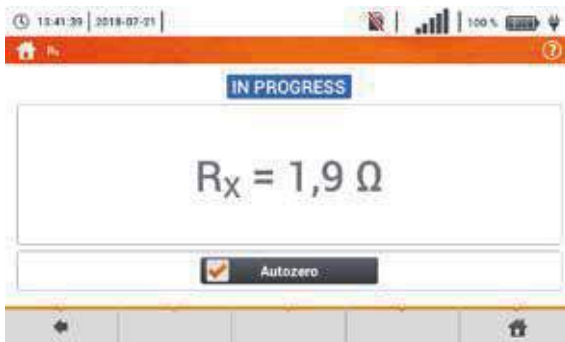 13:41:39 | 2018-07-21 | 100 %
Rx
IN PROGRESS
Rx = 1,9 Ω
Autozero